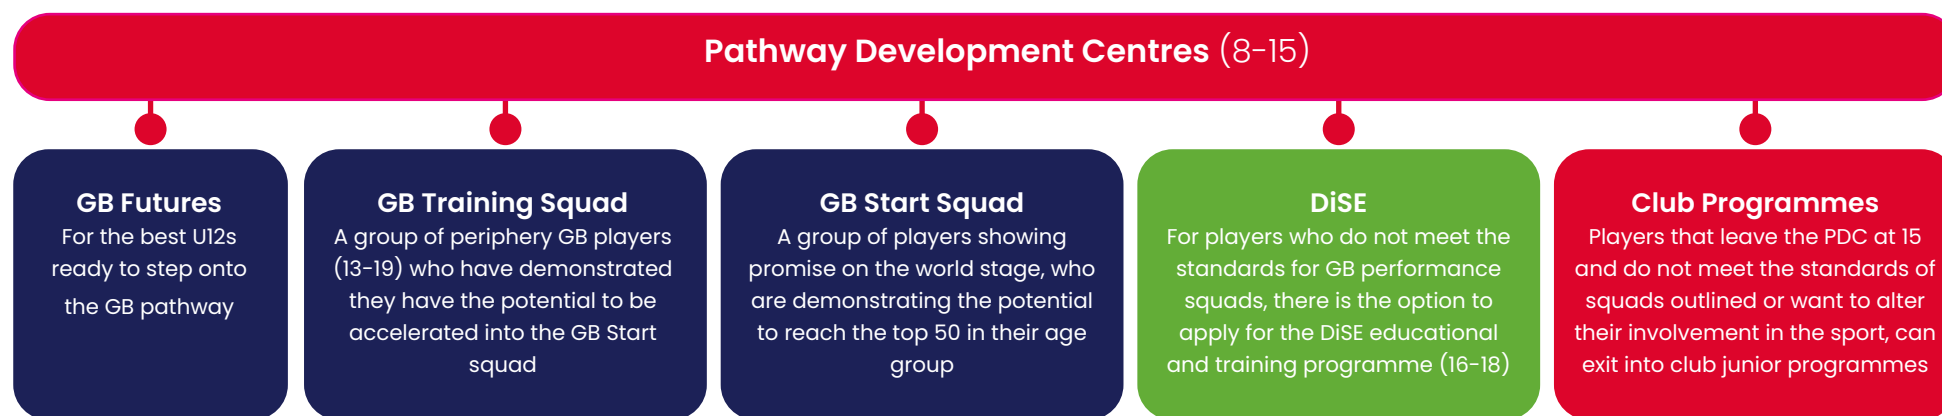 Pathway Development Centres (8-15)
GB Futures
For the best U12s
ready to step onto
the GB pathway
GB Training Squad
A group of periphery GB players
(13-19) who have demonstrated
they have the potential to be
accelerated into the GB Start
squad
GB Start Squad
A group of players showing
promise on the world stage, who
are demonstrating the potential
to reach the top 50 in their age
group
DiSE
For players who do not meet the
standards for GB performance
squads, there is the option to
apply for the DiSE educational
and training programme (16-18)
Club Programmes
Players that leave the PDC at 15
and do not meet the standards of
squads outlined or want to alter
their involvement in the sport, can
exit into club junior programmes